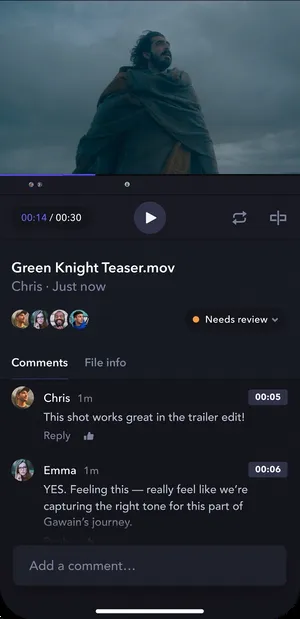 00:14 / 00:30
Green Knight Teaser.mov
Chris · Just now
Needs review
Comments File info
Chris 1m 00:05
This shot works great in the trailer edit!
Reply
Emma 1m 00:06
YES. Feeling this — really feel like we're
capturing the right tone for this part of
Gawain's journey.
Add a comment…